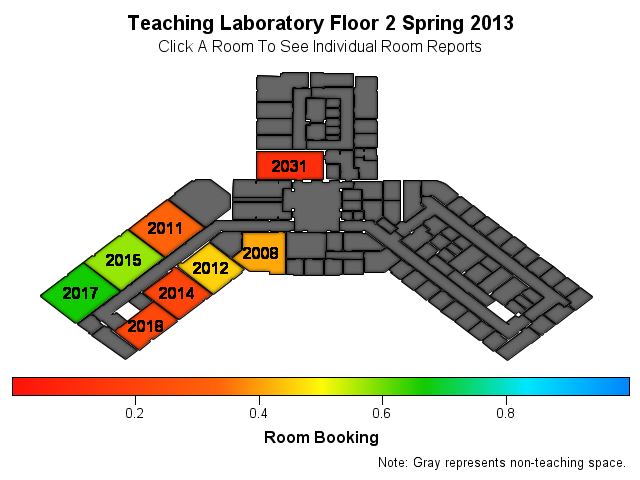 Teaching Laboratory Floor 2 Spring 2013
Click A Room To See Individual Room Reports
2031
2011
2015
2008
2012
2017
2014
2018
0.2 0.4 0.6 0.8
Room Booking
Note: Gray represents non-teaching space.